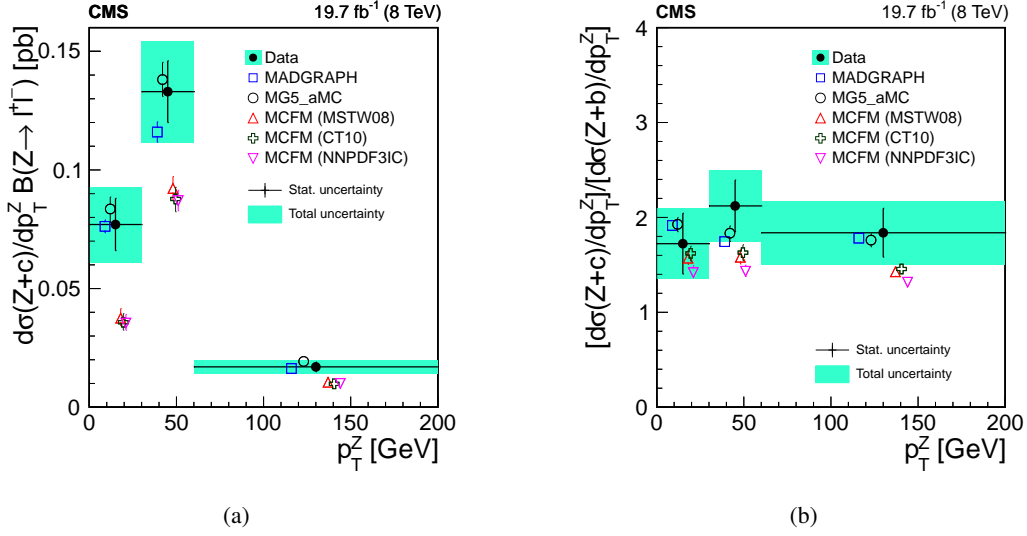 CMS 19.7 fb⁻¹ (8 TeV)
dσ(Z+c)/dp_T^Z B(Z→ l⁺l⁻) [pb]
0.15
0.1
0.05
0
Data
MADGRAPH
MG5_aMC
MCFM (MSTW08)
MCFM (CT10)
MCFM (NNPDF3IC)
Stat. uncertainty
Total uncertainty
0 50 100 150 200
p_T^Z [GeV]
(a)
CMS 19.7 fb⁻¹ (8 TeV)
[dσ(Z+c)/dp_T^Z]/[dσ(Z+b)/dp_T^Z]
4
3
2
1
0
Data
MADGRAPH
MG5_aMC
MCFM (MSTW08)
MCFM (CT10)
MCFM (NNPDF3IC)
Stat. uncertainty
Total uncertainty
0 50 100 150 200
p_T^Z [GeV]
(b)